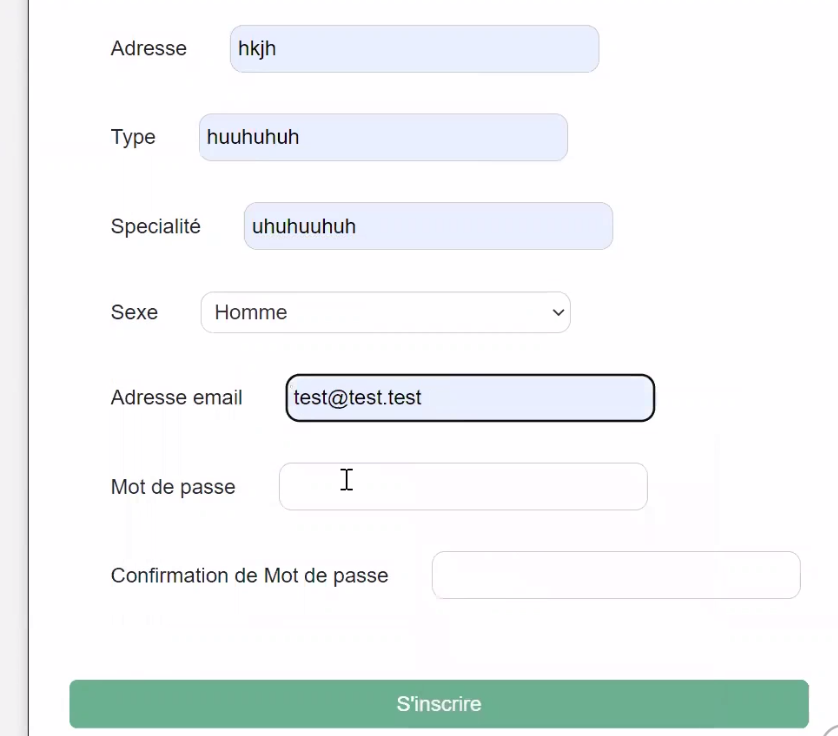 Adresse hkjh
Type huuhuhuh
Specialité uhuhuuhuh
Sexe Homme
Adresse email test@test.test
Mot de passe
Confirmation de Mot de passe
S'inscrire